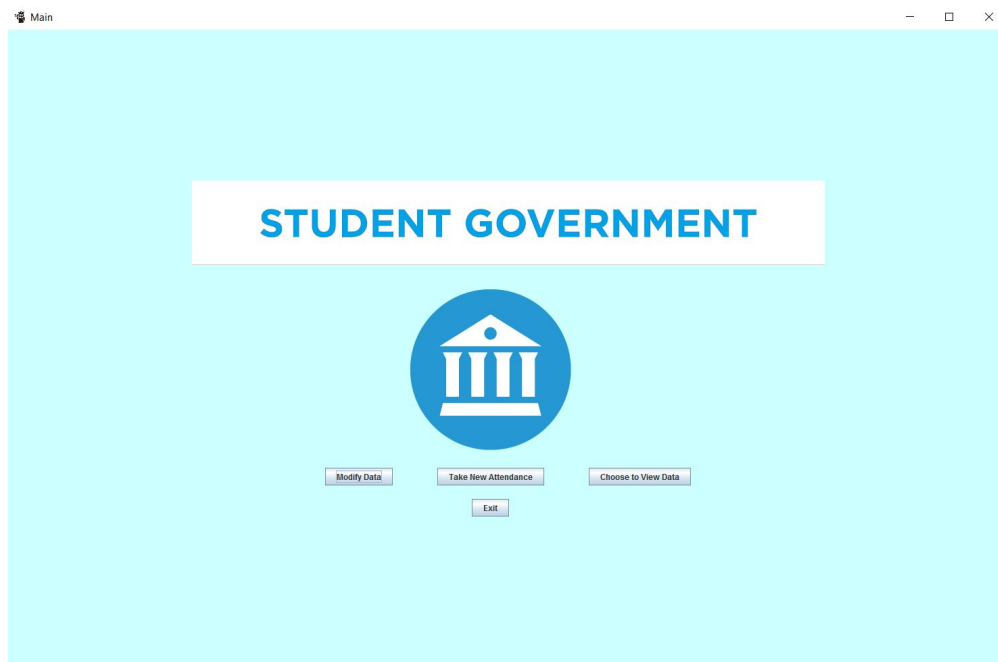 Main
STUDENT GOVERNMENT
Modify Data Take New Attendance Choose to View Data
Exit